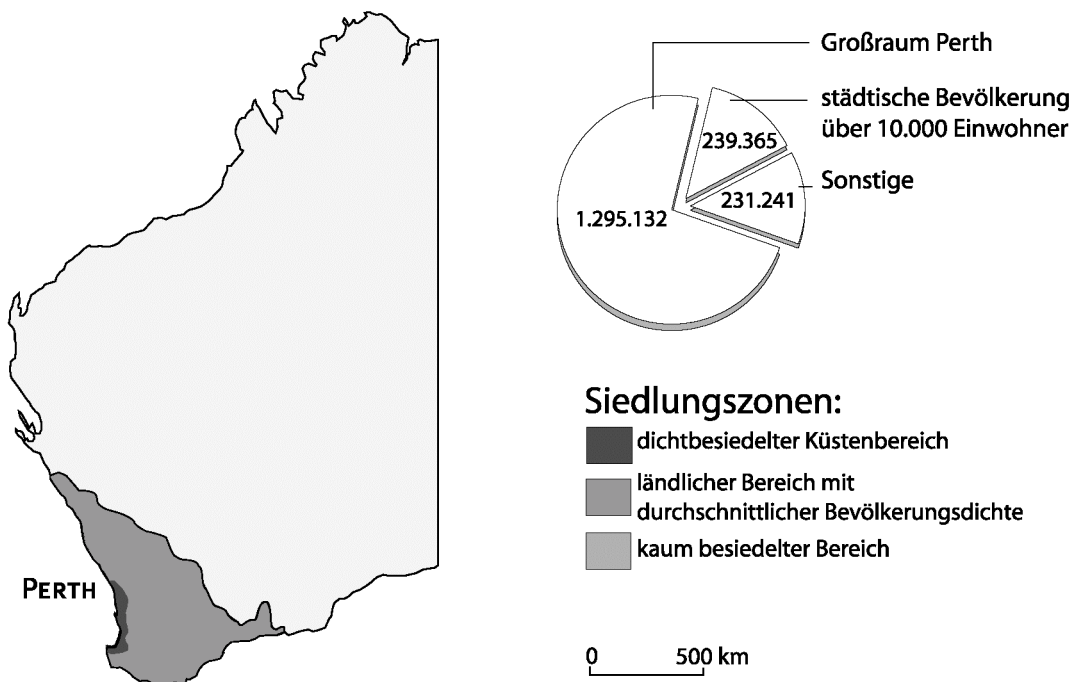 Großraum Perth
städtische Bevölkerung
über 10.000 Einwohner
239.365
Sonstige
231.241
1.295.132
Siedlungszonen:
dichtbesiedelter Küstenbereich
ländlicher Bereich mit
durchschnittlicher Bevölkerungsdichte
kaum besiedelter Bereich
PERTH
0 500 km